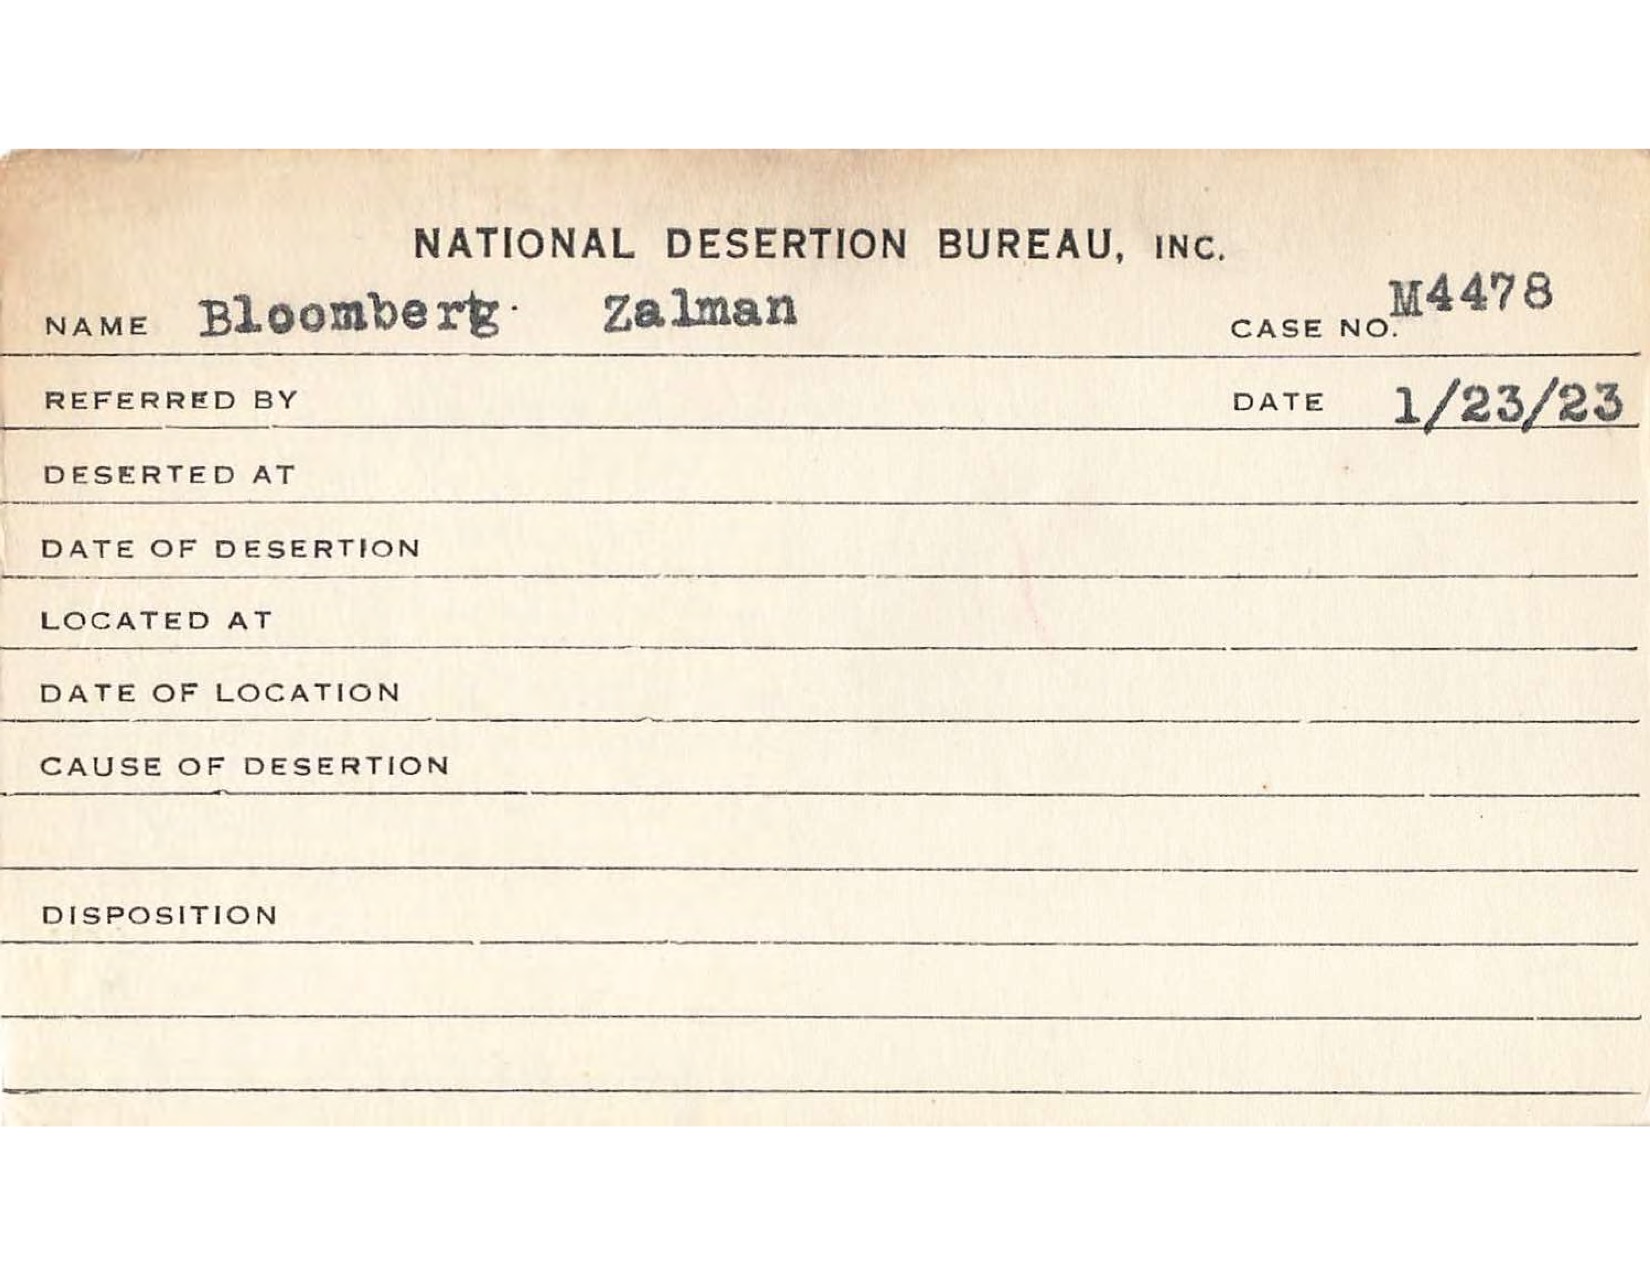 NATIONAL DESERTION BUREAU, INC.
NAME Bloomberg Zalman CASE NO. M4478
REFERRED BY DATE 1/23/23
DESERTED AT
DATE OF DESERTION
LOCATED AT
DATE OF LOCATION
CAUSE OF DESERTION
DISPOSITION